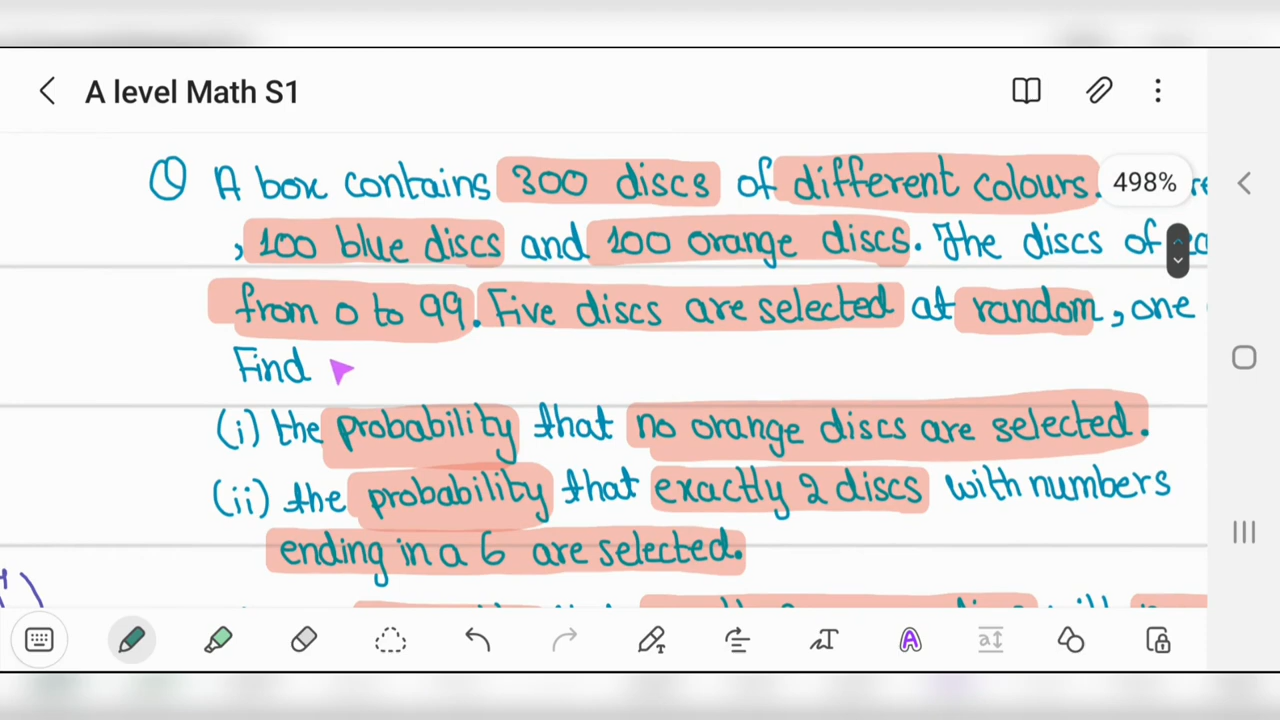 A level Math S1
Q A box contains 300 discs of different colours.
498%
, 100 blue discs and 100 orange discs. The discs of
from 0 to 99. Five discs are selected at random, one
Find
(i) the probability that no orange discs are selected.
(ii) the probability that exactly 2 discs with numbers
ending in a 6 are selected.